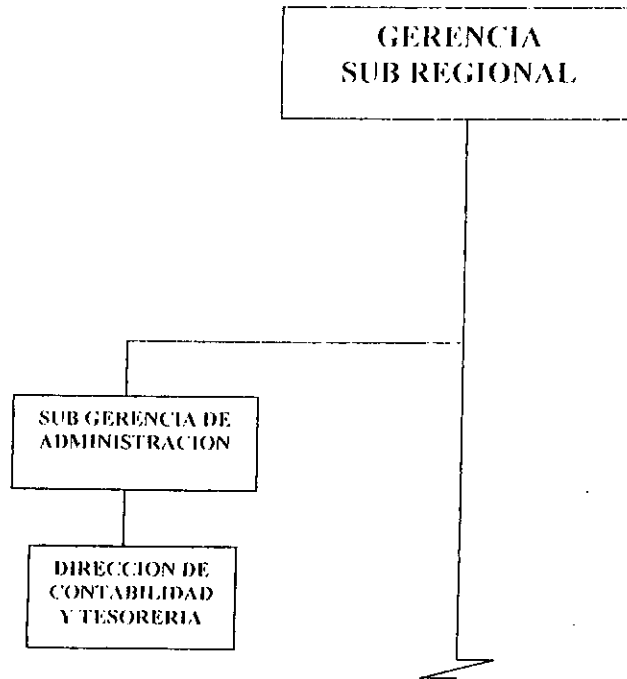 GERENCIA
SUB REGIONAL
SUB GERENCIA DE
ADMINISTRACION
DIRECCION DE
CONTABILIDAD
Y TESORERIA